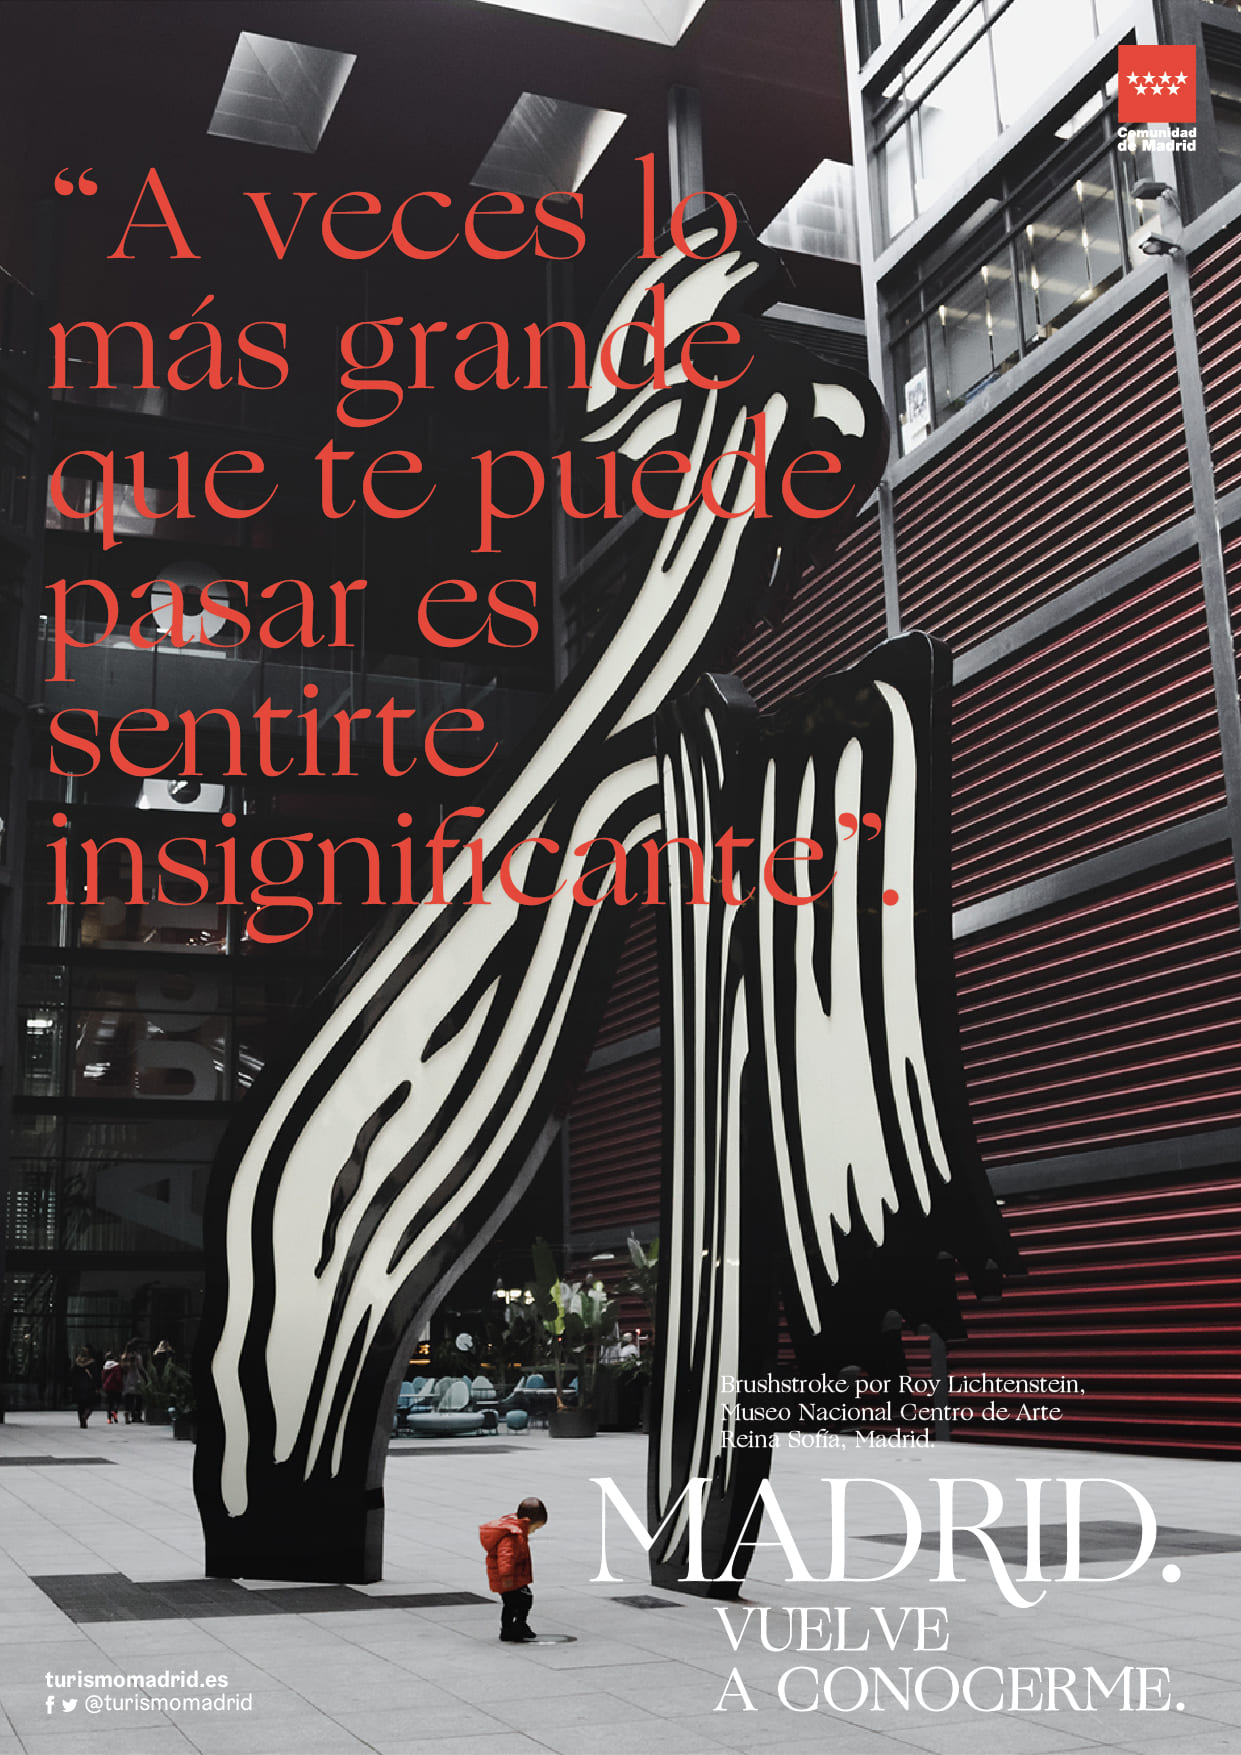 Comunidad
de Madrid
“A veces lo
más grande
que te puede
pasar es
sentirte
insignificante”.
Brushstroke por Roy Lichtenstein,
Museo Nacional Centro de Arte
Reina Sofía, Madrid.
MADRID.
VUELVE
A CONOCERME.
turismomadrid.es
@turismomadrid